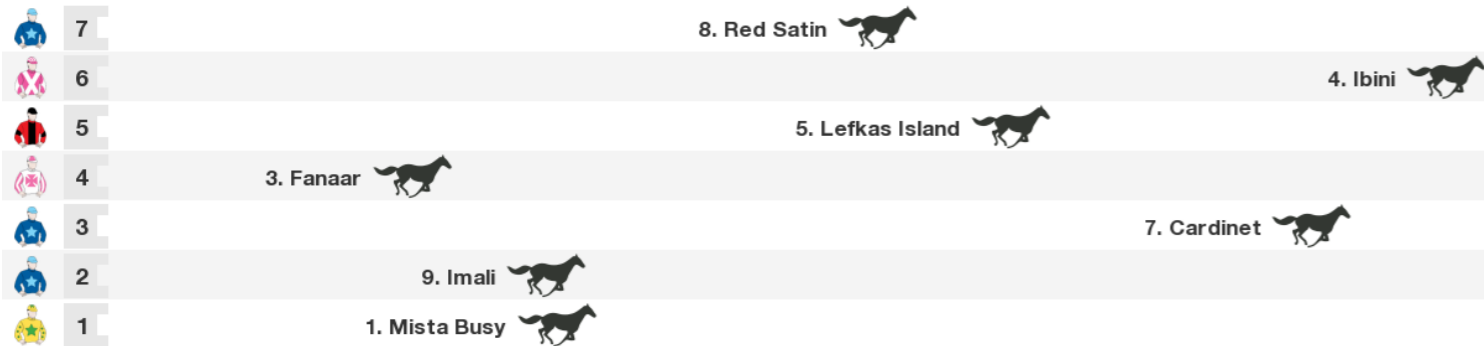 7 8. Red Satin
6 4. Ibini
5 5. Lefkas Island
4 3. Fanaar
3 7. Cardinet
2 9. Imali
1 1. Mista Busy